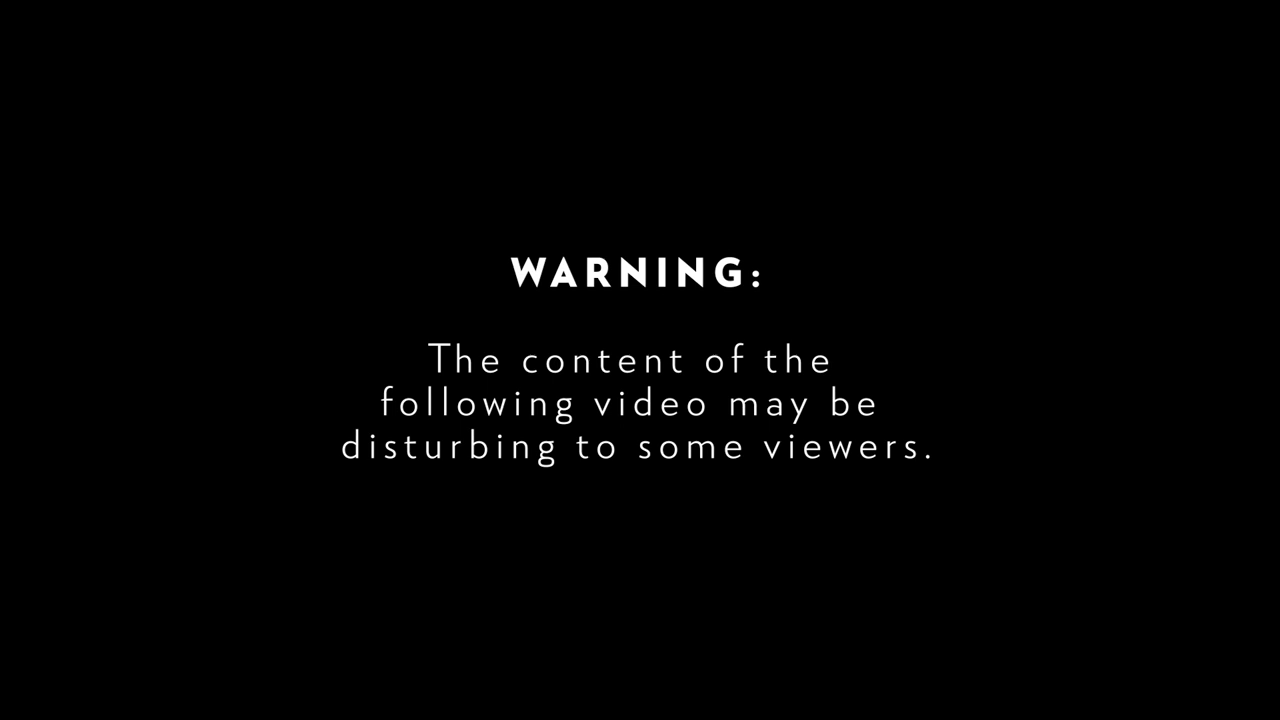 WARNING:
The content of the
following video may be
disturbing to some viewers.